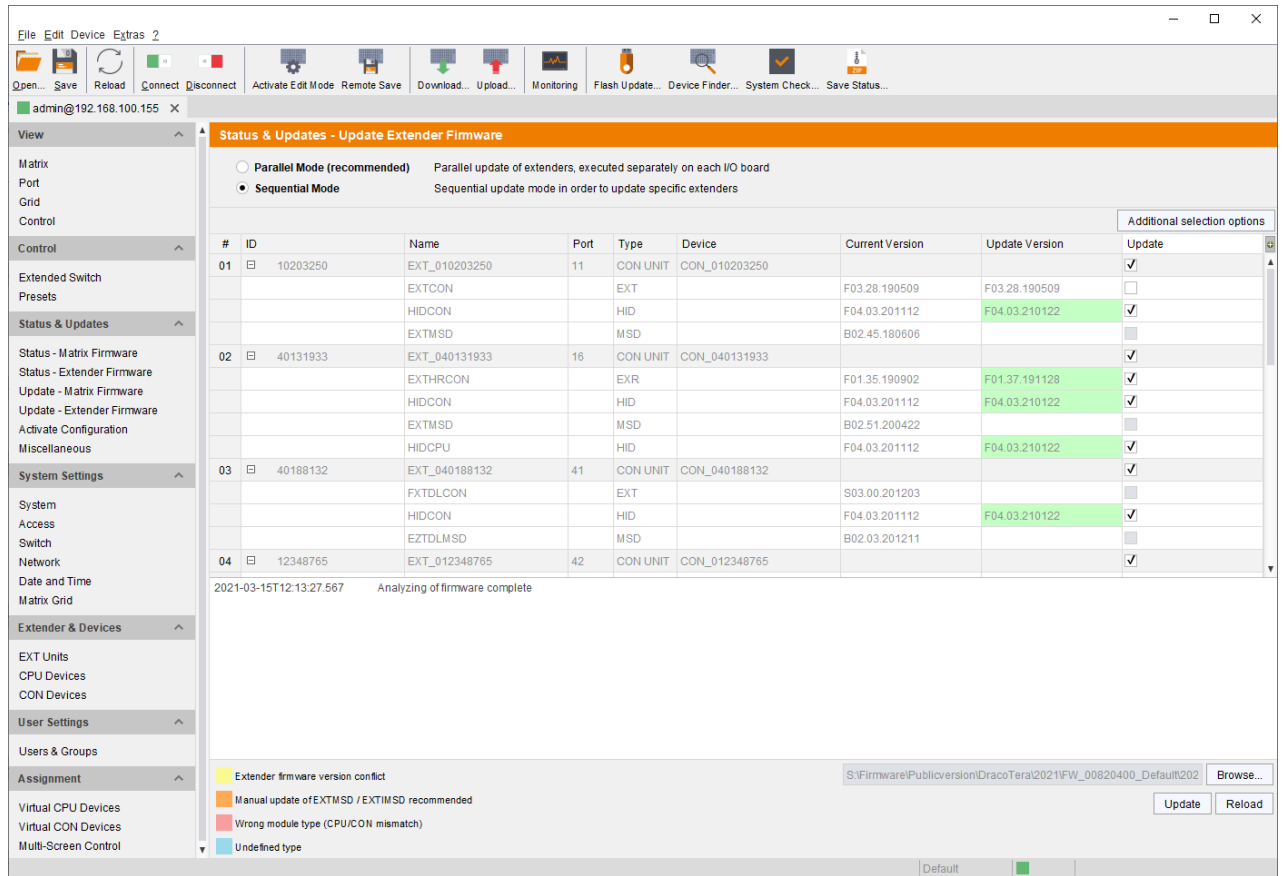 File Edit Device Extras ?
Open... Save Reload Connect Disconnect Activate Edit Mode Remote Save Download... Upload... Monitoring Flash Update... Device Finder... System Check... Save Status...
ZIP
admin@192.168.100.155
View
Matrix
Port
Grid
Control
Control
Extended Switch
Presets
Status & Updates
Status - Matrix Firmware
Status - Extender Firmware
Update - Matrix Firmware
Update - Extender Firmware
Activate Configuration
Miscellaneous
System Settings
System
Access
Switch
Network
Date and Time
Matrix Grid
Extender & Devices
EXT Units
CPU Devices
CON Devices
User Settings
Users & Groups
Assignment
Virtual CPU Devices
Virtual CON Devices
Multi-Screen Control
Status & Updates - Update Extender Firmware
Parallel Mode (recommended) Parallel update of extenders, executed separately on each I/O board
Sequential Mode Sequential update mode in order to update specific extenders
Additional selection options
# ID Name Port Type Device Current Version Update Version Update
01 10203250 EXT_010203250 11 CON UNIT CON_010203250
EXTCON EXT F03.28.190509 F03.28.190509
HIDCON HID F04.03.201112 F04.03.210122
EXTMSD MSD B02.45.180606
02 40131933 EXT_040131933 16 CON UNIT CON_040131933
EXTHRCON EXR F01.35.190902 F01.37.191128
HIDCON HID F04.03.201112 F04.03.210122
EXTMSD MSD B02.51.200422
HIDCPU HID F04.03.201112 F04.03.210122
03 40188132 EXT_040188132 41 CON UNIT CON_040188132
FXTDLCON EXT S03.00.201203
HIDCON HID F04.03.201112 F04.03.210122
EZTDLMSD MSD B02.03.201211
04 12348765 EXT_012348765 42 CON UNIT CON_012348765
2021-03-15T12:13:27.567 Analyzing of firmware complete
Extender firmware version conflict
Manual update of EXTMSD / EXTIMSD recommended
Wrong module type (CPU/CON mismatch)
Undefined type
S:\Firmware\Publicversion\DracoTera\2021\FW_00820400_Default\202 Browse...
Update Reload
Default